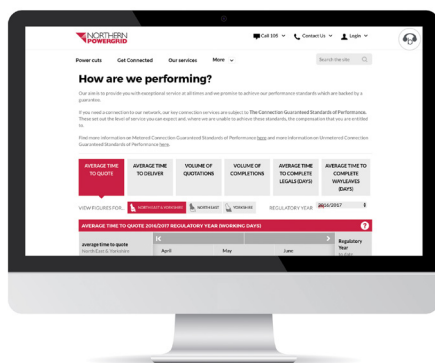 NORTHERN
POWERGRID
Call 105
Contact Us
Login
Power cuts
Get Connected
Our services
More
Search the site
How are we performing?
Our aim is to provide you with exceptional service at all times and we promise to achieve our performance standards which are backed by a
guarantee.
If you need a connection to our network, our key connection services are subject to The Connection Guaranteed Standards of Performance.
These set out the level of service you can expect and where we are unable to achieve these standards, the compensation that you are entitled
to.
Find more information on Metered Connection Guaranteed Standards of Performance here and more information on Unmetered Connection
Guaranteed Standards of Performance here.
AVERAGE TIME
TO QUOTE
AVERAGE TIME
TO DELIVER
VOLUME OF
QUOTATIONS
VOLUME OF
COMPLETIONS
AVERAGE TIME
TO COMPLETE
LEGALS (DAYS)
AVERAGE TIME TO
COMPLETE
WAYLEAVES
(DAYS)
VIEW FIGURES FOR...
NORTHEAST & YORKSHIRE
NORTHEAST
YORKSHIRE
REGULATORY YEAR
2016/2017
AVERAGE TIME TO QUOTE 2016/2017 REGULATORY YEAR (WORKING DAYS)
?
average time to quote
North East & Yorkshire
April
May
June
Regulatory
Year
to date